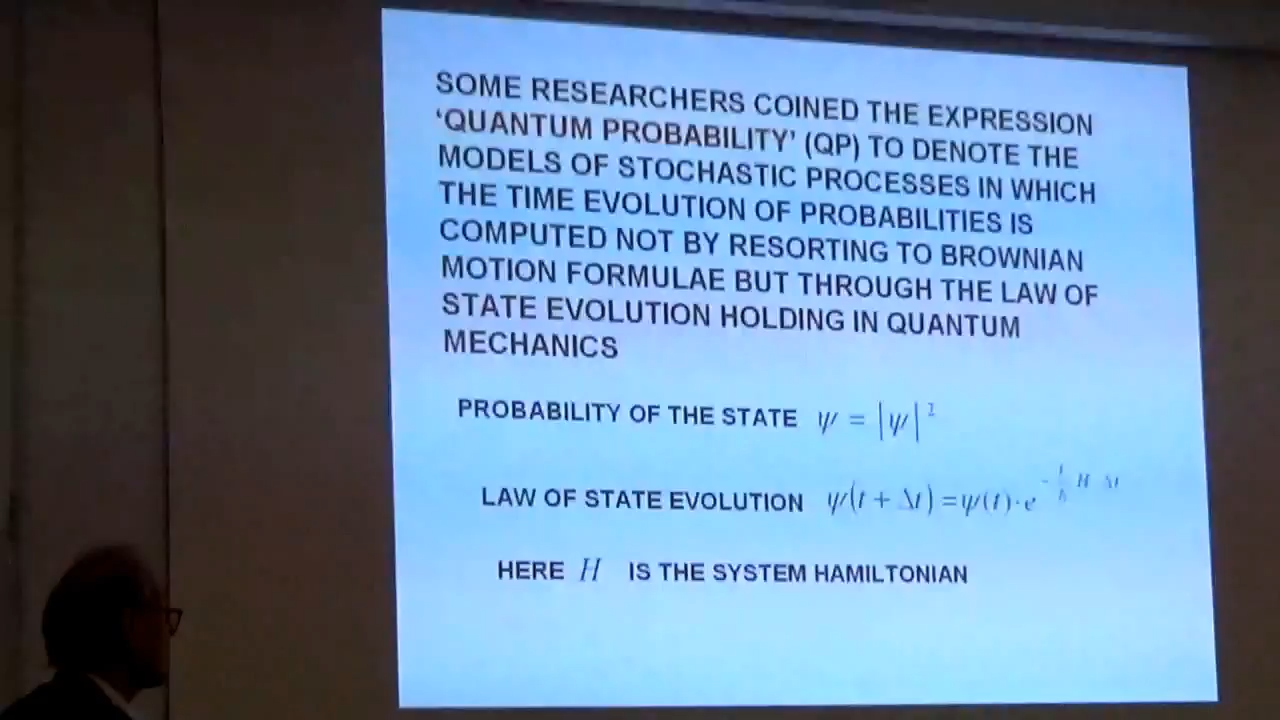 SOME RESEARCHERS COINED THE EXPRESSION
‘QUANTUM PROBABILITY’ (QP) TO DENOTE THE
MODELS OF STOCHASTIC PROCESSES IN WHICH
THE TIME EVOLUTION OF PROBABILITIES IS
COMPUTED NOT BY RESORTING TO BROWNIAN
MOTION FORMULAE BUT THROUGH THE LAW OF
STATE EVOLUTION HOLDING IN QUANTUM
MECHANICS
PROBABILITY OF THE STATE ψ = |ψ|²
LAW OF STATE EVOLUTION ψ(t + Δt) = ψ(t)·e
HERE H IS THE SYSTEM HAMILTONIAN